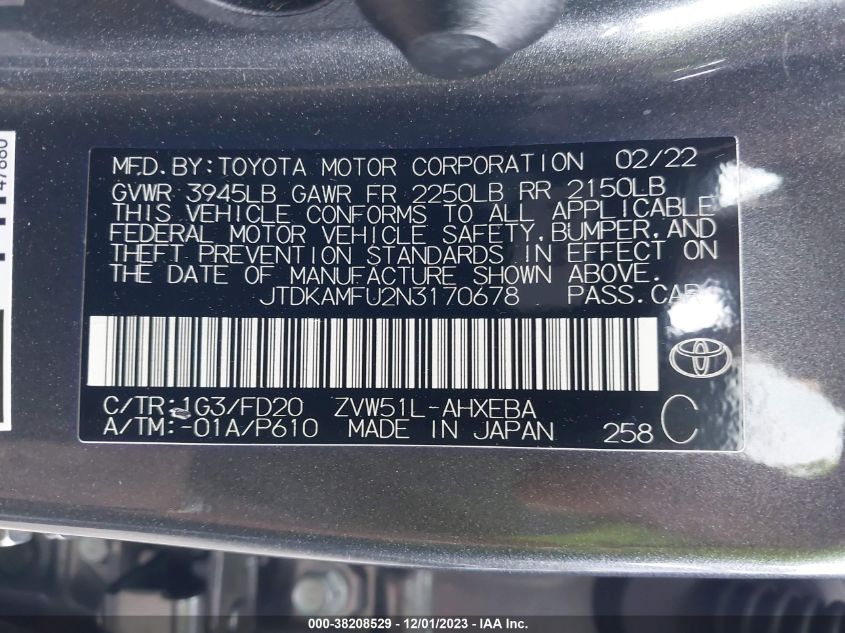 MFD.BY:TOYOTA MOTOR CORPORATION 02/22
GVWR 3945LB GAWR FR 2250LB RR 2150LB
THIS VEHICLE CONFORMS TO ALL APPLICABLE
FEDERAL MOTOR VEHICLE SAFETY,BUMPER,AND
THEFT PREVENTION STANDARDS IN EFFECT ON
THE DATE OF MANUFACTURE SHOWN ABOVE.
JTDKAMFU2N3170678 PASS.CAR
C/TR:1G3/FD20 ZVW51L-AHXEBA
A/TM:-01A/P610 MADE IN JAPAN 258 C
000-38208529 - 12/01/2023 - IAA Inc.